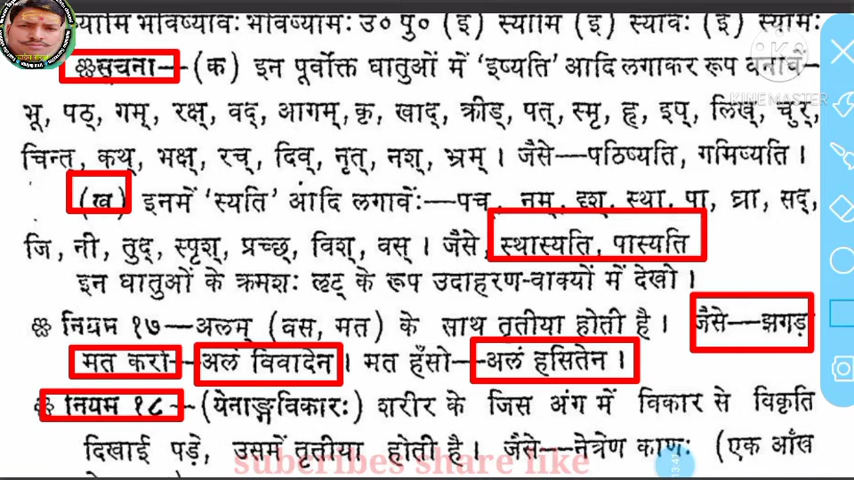 ष्यामि भविष्यावः भविष्यामः उ० पु० (इ) स्यामि (इ) स्यावः (इ) स्यामः
❊सूचना—(क) इन पूर्वोक्त धातुओं में 'इष्यति' आदि लगाकर रूप बनावें—
KINEMASTER
भू, पठ्, गम्, रक्ष्, वद्, आगम्, कृ, खाद्, क्रीड्, पत्, स्मृ, हृ, इष्, लिख्, चुर्,
चिन्त्, कथ्, भक्ष्, रच्, दिव्, नृत्, नश्, भ्रम् । जैसे—पठिष्यति, गमिष्यति ।
(ख) इनमें 'स्यति' आदि लगावें:—पच्, नम्, दृश्, स्था, पा, घ्रा, सद्,
जि, नी, तुद्, स्पृश्, प्रच्छ्, विश्, वस् । जैसे, स्थास्यति, पास्यति
इन धातुओं के क्रमशः लृट् के रूप उदाहरण-वाक्यों में देखो ।
❊ नियम १७—अलम् (वस, मत) के साथ तृतीया होती है । जैसे—झगड़
मत करो—अलं विवादेन । मत हँसो—अलं हसितेन ।
❊ नियम १८—(येनाङ्गविकारः) शरीर के जिस अंग में विकार से विकृति
दिखाई पड़े, उसमें तृतीया होती है । जैसे—नेत्रेण काणः (एक आँख
subcribes share like